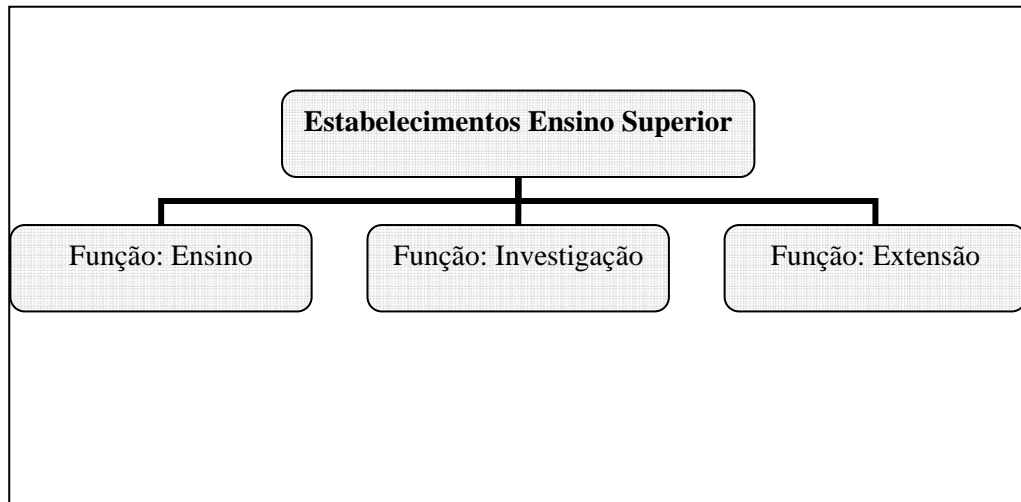 Estabelecimentos Ensino Superior
Função: Ensino
Função: Investigação
Função: Extensão